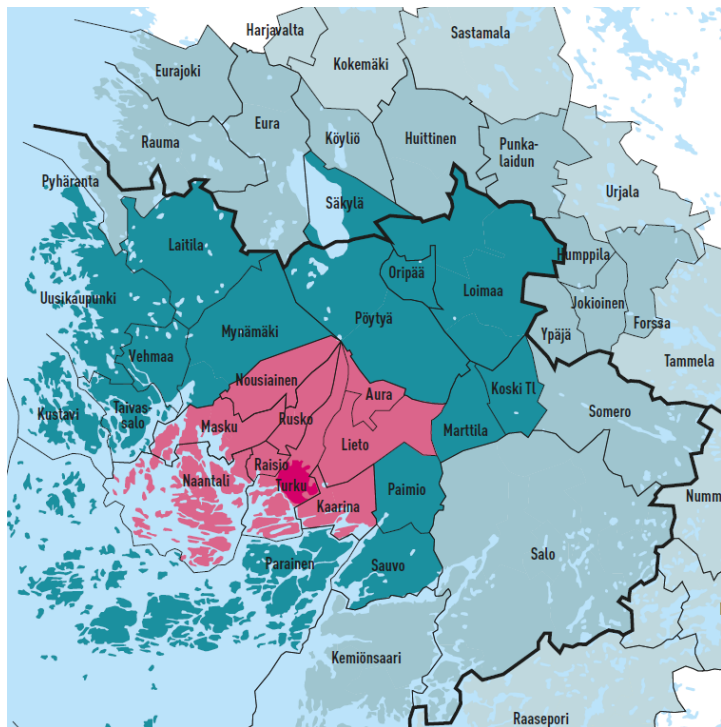 Harjavalta
Sastamala
Kokemäki
Eurajoki
Eura
Rauma
Köyliö
Huittinen
Punka-
laidun
Pyhäranta
Urjala
Säkylä
Laitila
Humppila
Oripää
Loimaa
Uusikaupunki
Jokioinen
Pöytyä
Mynämäki
Ypäjä
Forssa
Vehmaa
Tammela
Nousiainen
Koski Tl
Aura
Kustavi
Taivas-
salo
Rusko
Somero
Masku
Marttila
Lieto
Raisio
Naantali
Turku
Paimio
Numm
Kaarina
Salo
Parainen
Sauvo
Kemiönsaari
Raasepori